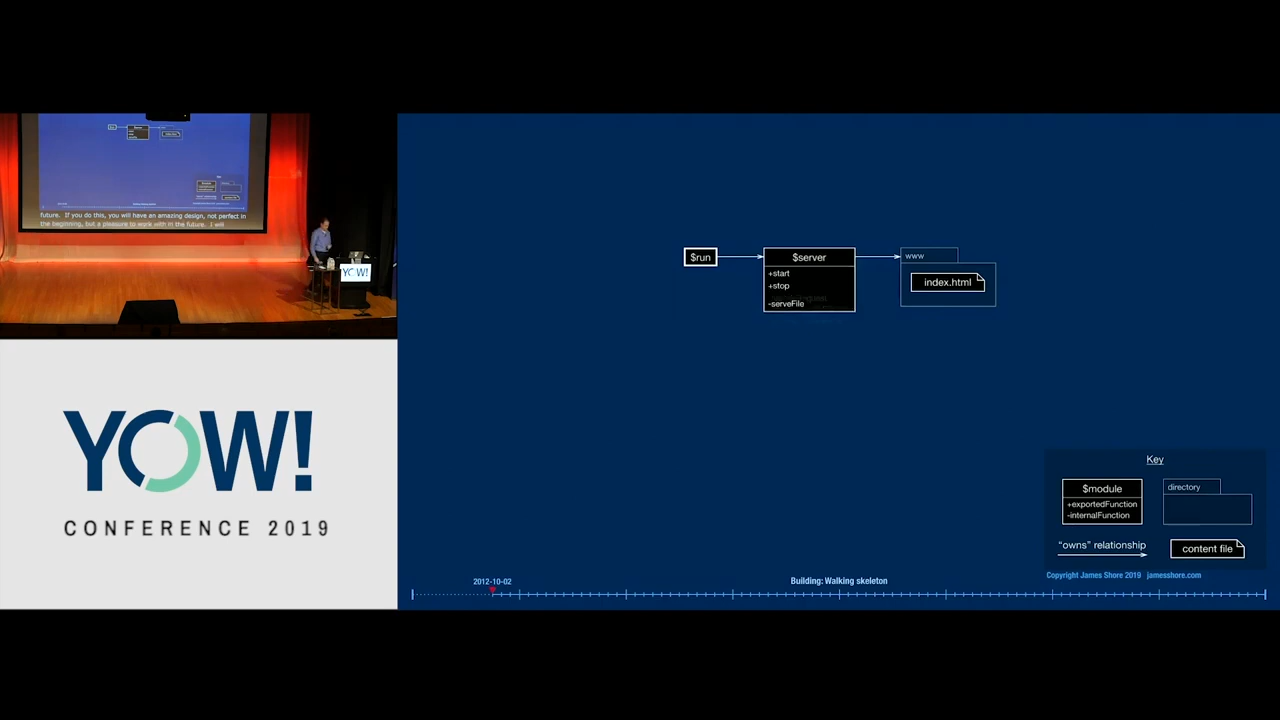 future. If you do this, you will have an amazing design, not perfect in
the beginning, but a pleasure to work with in the future. I will
YOW!
YOW!
CONFERENCE 2019
$run
$server
+start
+stop
-serveFile
www
index.html
Key
$module
+exportedFunction
-internalFunction
directory
"owns" relationship
content file
Copyright James Shore 2019 jamesshore.com
2012-10-02
Building: Walking skeleton